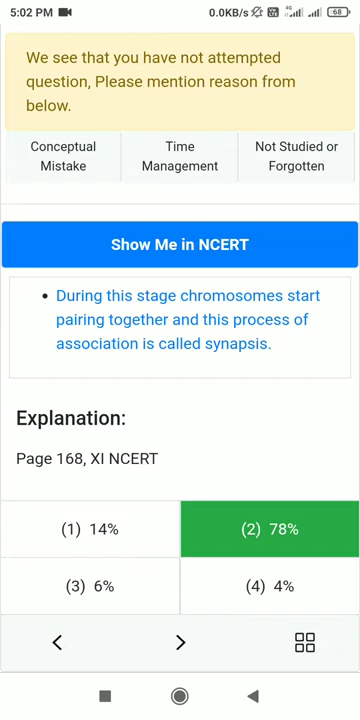 5:02 PM
0.0KB/s
4G
68
We see that you have not attempted
question, Please mention reason from
below.
Conceptual
Mistake
Time
Management
Not Studied or
Forgotten
Show Me in NCERT
• During this stage chromosomes start
pairing together and this process of
association is called synapsis.
Explanation:
Page 168, XI NCERT
(1) 14%
(2) 78%
(3) 6%
(4) 4%